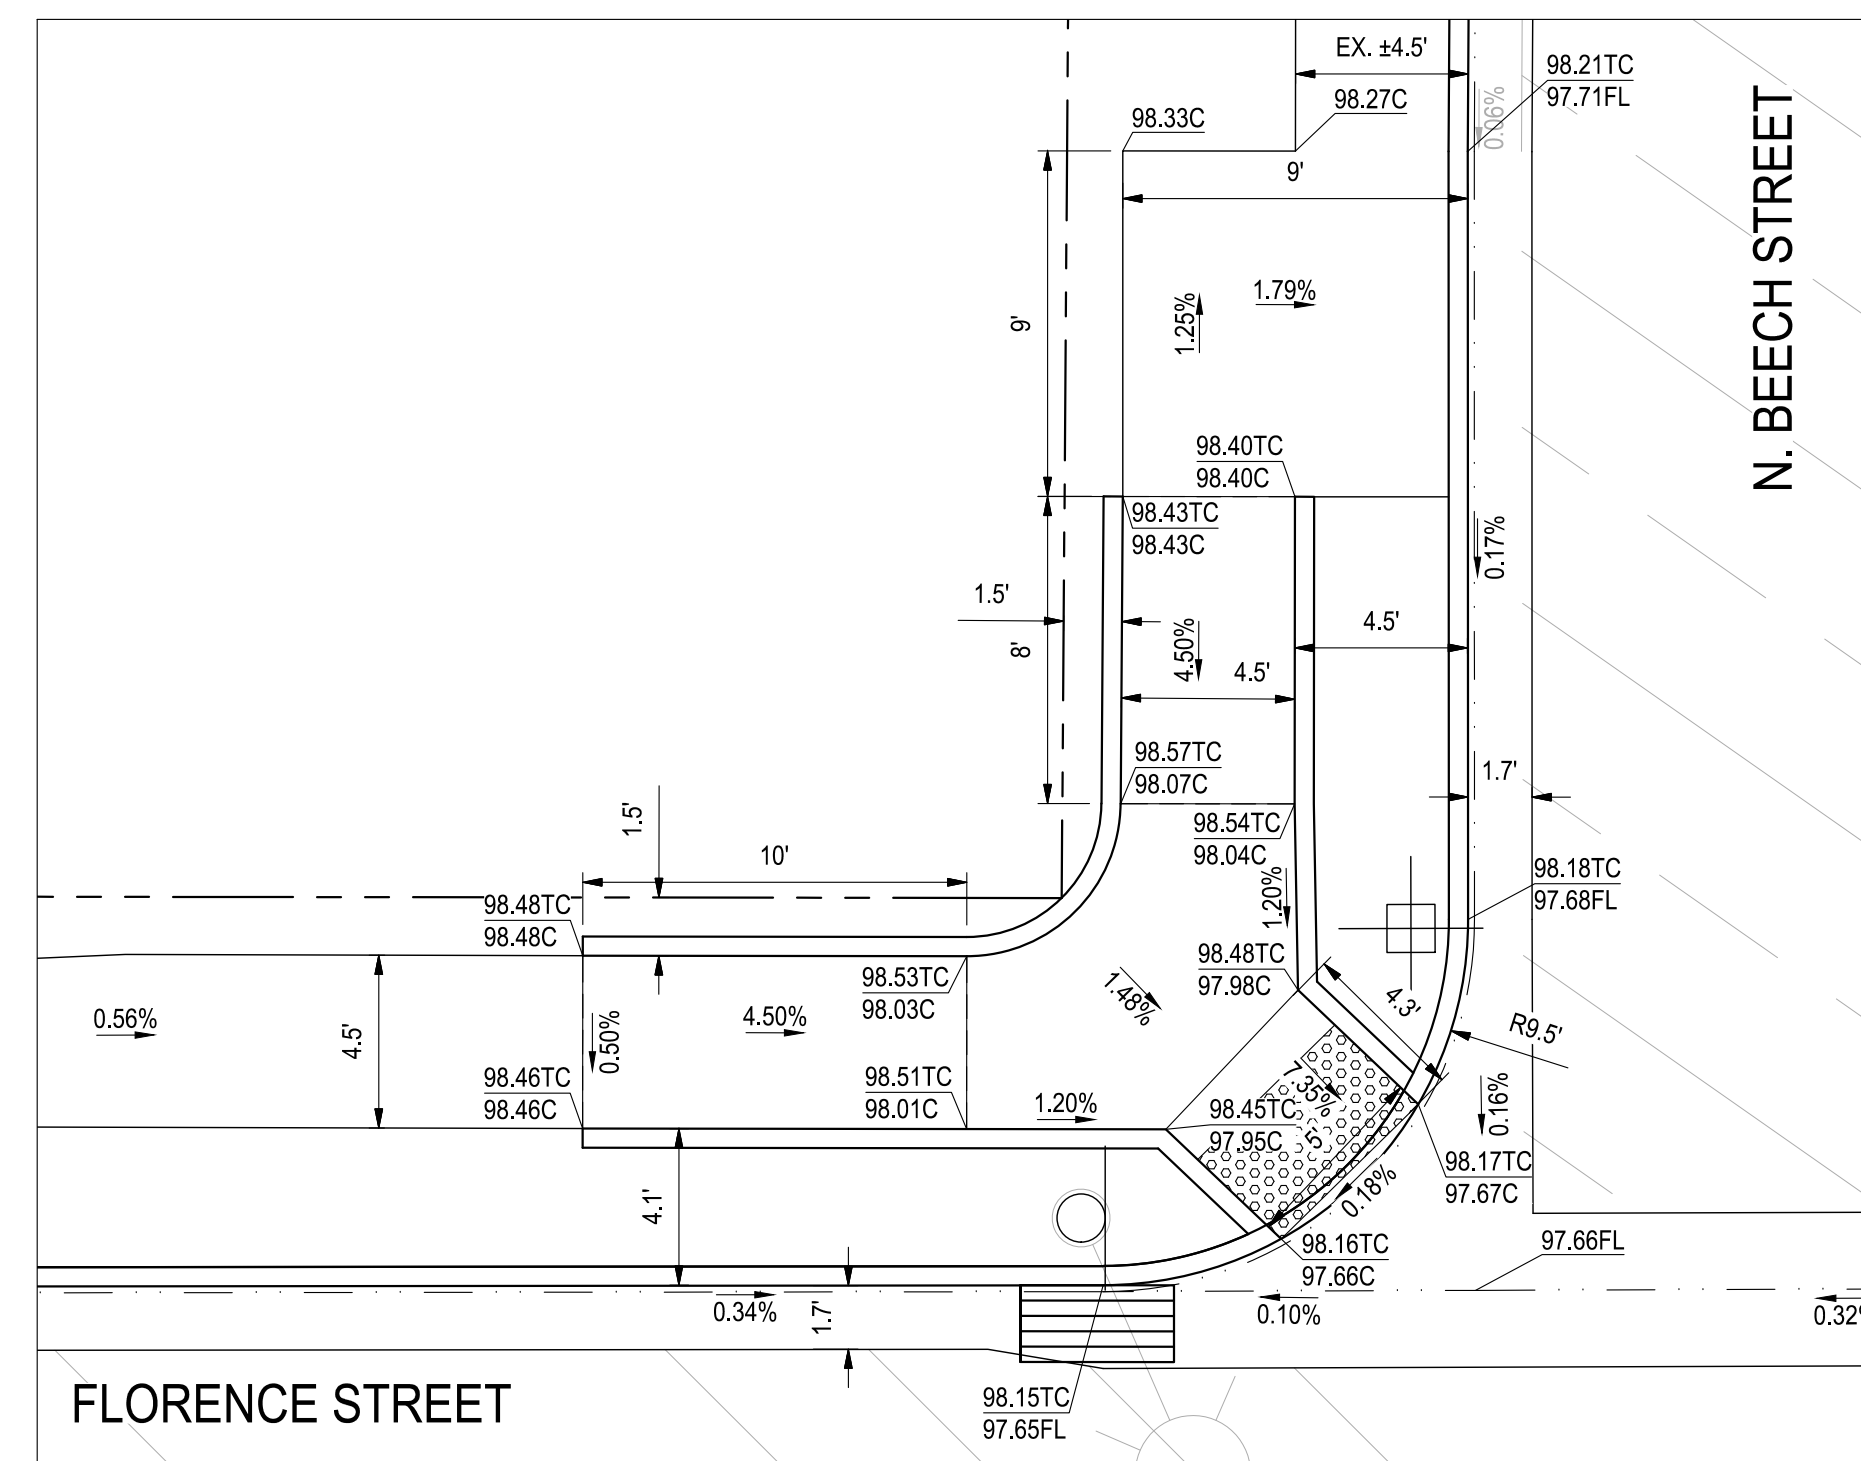 EX. ±4.5'
98.21TC
97.71FL
98.27C
98.33C
0.06%
N. BEECH STREET
9'
1.79%
1.25%
9'
98.40TC
98.40C
98.43TC
98.43C
0.17%
1.5'
8'
4.50%
4.5'
4.5'
98.57TC
98.07C
1.7'
98.54TC
98.04C
1.5'
10'
98.18TC
97.68FL
1.20%
98.48TC
98.48C
98.48TC
97.98C
98.53TC
98.03C
1.48%
4.3'
R9.5'
0.56%
4.50%
4.5'
0.50%
98.46TC
98.46C
98.51TC
98.01C
1.20%
7.35%
98.45TC
97.95C
5'
0.16%
98.17TC
97.67C
0.18%
4.1'
98.16TC
97.66C
97.66FL
0.34%
1.7'
0.10%
0.32%
FLORENCE STREET
98.15TC
97.65FL